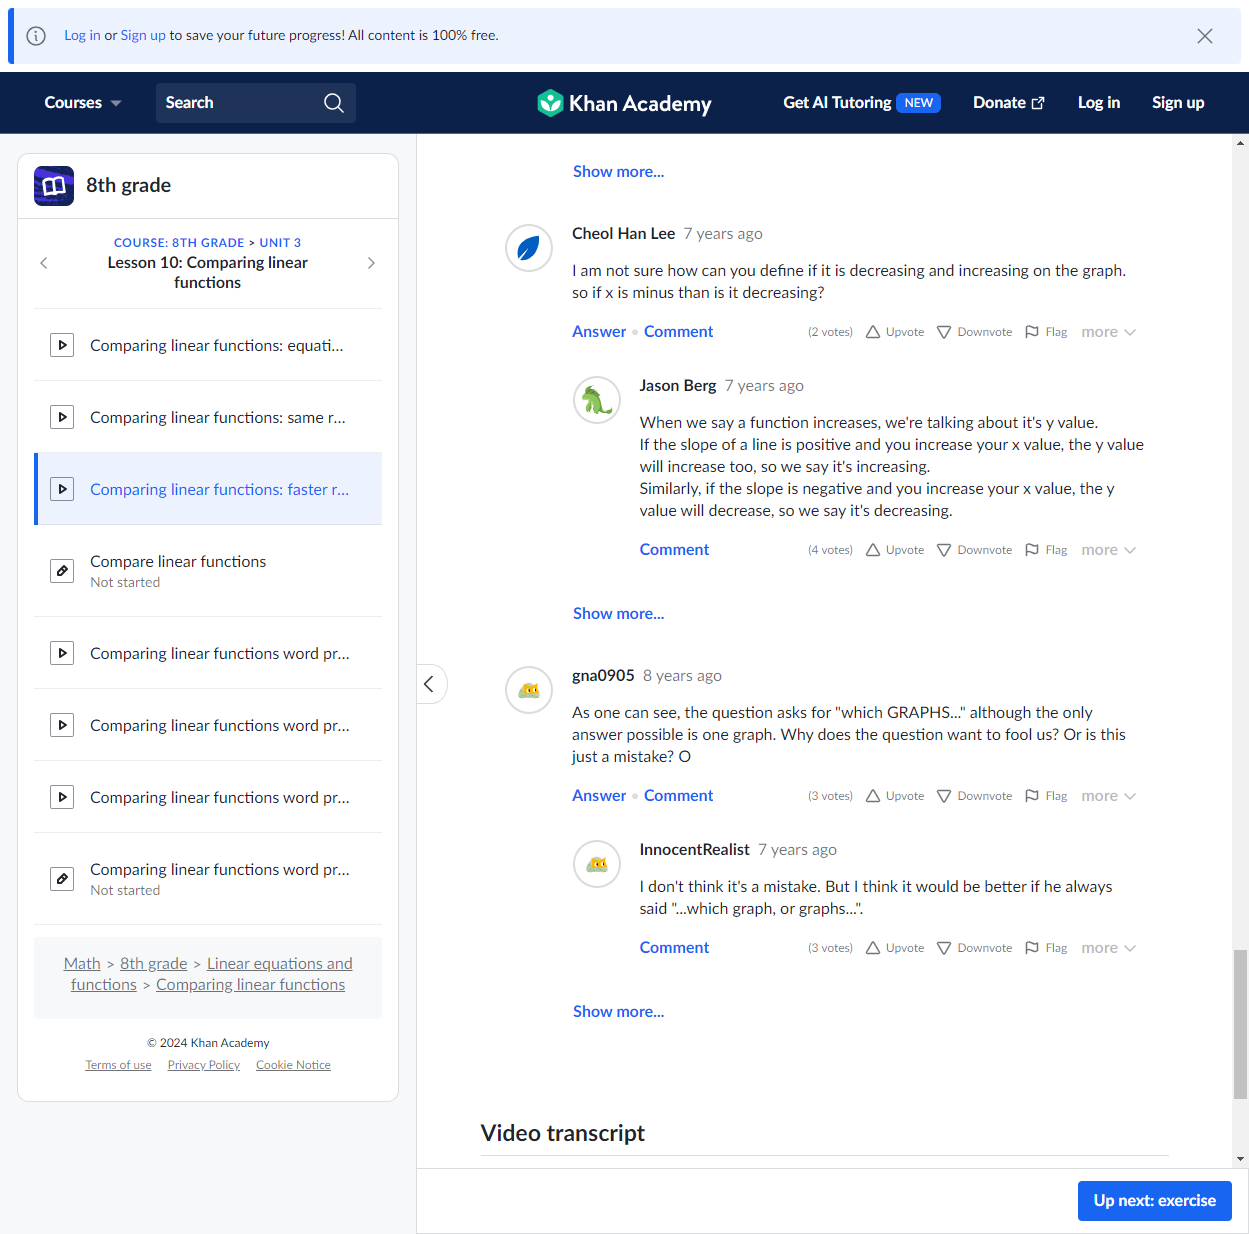 Log in or Sign up to save your future progress! All content is 100% free.
Courses
Search
Khan Academy
Get AI Tutoring NEW
Donate
Log in
Sign up
8th grade
COURSE: 8TH GRADE > UNIT 3
Lesson 10: Comparing linear
functions
Comparing linear functions: equati...
Comparing linear functions: same r...
Comparing linear functions: faster r...
Compare linear functions
Not started
Comparing linear functions word pr...
Comparing linear functions word pr...
Comparing linear functions word pr...
Comparing linear functions word pr...
Not started
Math > 8th grade > Linear equations and
functions > Comparing linear functions
© 2024 Khan Academy
Terms of use Privacy Policy Cookie Notice
Show more...
Cheol Han Lee 7 years ago
I am not sure how can you define if it is decreasing and increasing on the graph.
so if x is minus than is it decreasing?
Answer • Comment (2 votes) Upvote Downvote Flag more
Jason Berg 7 years ago
When we say a function increases, we're talking about it's y value.
If the slope of a line is positive and you increase your x value, the y value
will increase too, so we say it's increasing.
Similarly, if the slope is negative and you increase your x value, the y
value will decrease, so we say it's decreasing.
Comment (4 votes) Upvote Downvote Flag more
Show more...
gna0905 8 years ago
As one can see, the question asks for "which GRAPHS..." although the only
answer possible is one graph. Why does the question want to fool us? Or is this
just a mistake? O
Answer • Comment (3 votes) Upvote Downvote Flag more
InnocentRealist 7 years ago
I don't think it's a mistake. But I think it would be better if he always
said "...which graph, or graphs...".
Comment (3 votes) Upvote Downvote Flag more
Show more...
Video transcript
Up next: exercise